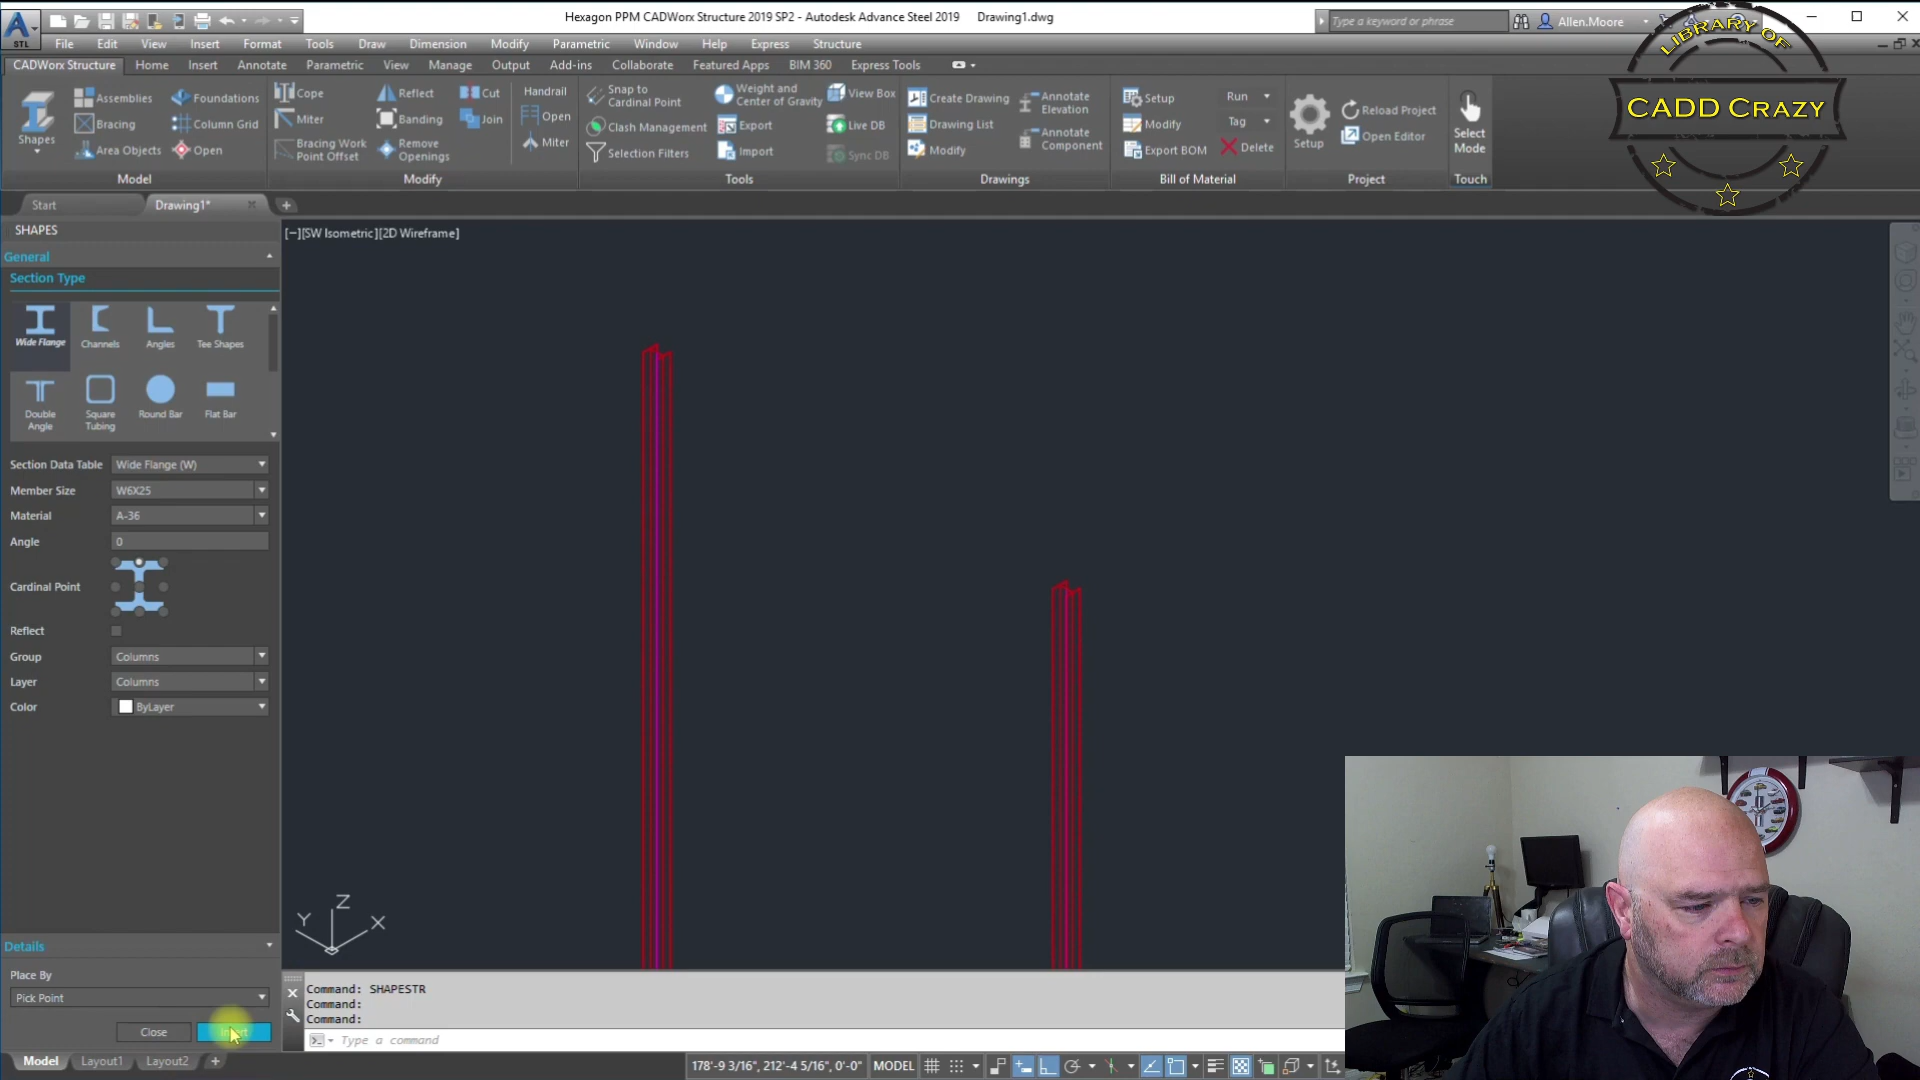 Hexagon PPM CADWorx Structure 2019 SP2 - Autodesk Advance Steel 2019 Drawing1.dwg
Type a keyword or phrase
Allen.Moore
STL
File Edit View Insert Format Tools Draw Dimension Modify Parametric Window Help Express Structure
CADWorx Structure Home Insert Annotate Parametric View Manage Output Add-ins Collaborate Featured Apps BIM 360 Express Tools
Shapes
Assemblies
Bracing
Area Objects
Foundations
Column Grid
Open
Model
Cope
Miter
Bracing Work
Point Offset
Reflect
Banding
Remove
Openings
Cut
Join
Handrail
Open
Miter
Modify
Snap to
Cardinal Point
Clash Management
Selection Filters
Weight and
Center of Gravity
Export
Import
View Box
Live DB
Sync DB
Tools
Create Drawing
Drawing List
Modify
Annotate
Elevation
Annotate
Component
Drawings
Setup
Modify
Export BOM
Run
Tag
Delete
Bill of Material
Setup
Reload Project
Open Editor
Project
Select
Mode
Touch
LIBRARY OF
CADD CRAZY
Start
Drawing1*
SHAPES
General
Section Type
Wide Flange
Channels
Angles
Tee Shapes
Double
Angle
Square
Tubing
Round Bar
Flat Bar
Section Data Table Wide Flange (W)
Member Size W6X25
Material A-36
Angle 0
Cardinal Point
Reflect
Group Columns
Layer Columns
Color ByLayer
Details
Place By
Pick Point
Close
[−][SW Isometric][2D Wireframe]
Z
Y
X
Command: SHAPESTR
Command:
Command:
Type a command
Model Layout1 Layout2
178'-9 3/16", 212'-4 5/16", 0'-0" MODEL